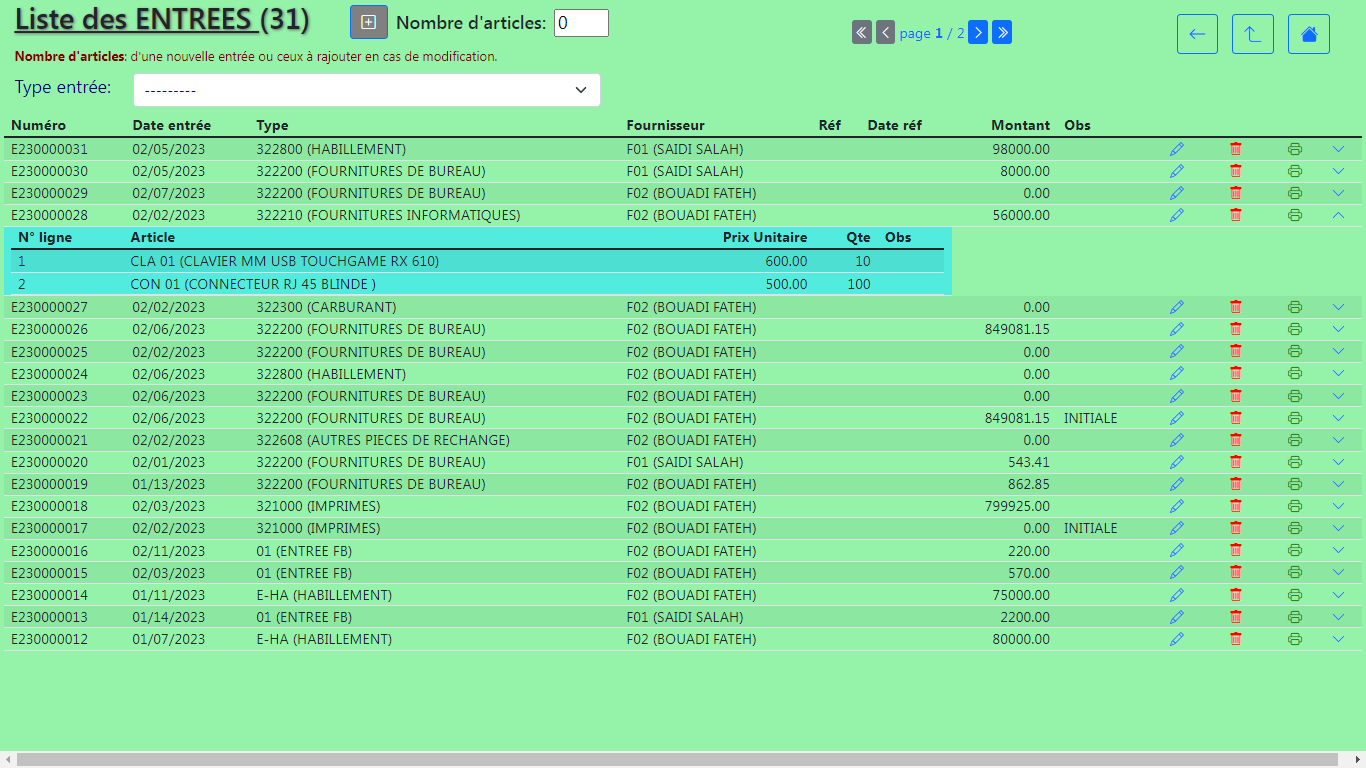 Liste des ENTREES (31)
Nombre d'articles: 0
page 1 / 2
Nombre d'articles: d'une nouvelle entrée ou ceux à rajouter en cas de modification.
Type entrée: ---------
Numéro Date entrée Type Fournisseur Réf Date réf Montant Obs
E230000031 02/05/2023 322800 (HABILLEMENT) F01 (SAIDI SALAH) 98000.00
E230000030 02/05/2023 322200 (FOURNITURES DE BUREAU) F01 (SAIDI SALAH) 8000.00
E230000029 02/07/2023 322200 (FOURNITURES DE BUREAU) F02 (BOUADI FATEH) 0.00
E230000028 02/02/2023 322210 (FOURNITURES INFORMATIQUES) F02 (BOUADI FATEH) 56000.00
N° ligne Article Prix Unitaire Qte Obs
1 CLA 01 (CLAVIER MM USB TOUCHGAME RX 610) 600.00 10
2 CON 01 (CONNECTEUR RJ 45 BLINDE ) 500.00 100
E230000027 02/02/2023 322300 (CARBURANT) F02 (BOUADI FATEH) 0.00
E230000026 02/06/2023 322200 (FOURNITURES DE BUREAU) F02 (BOUADI FATEH) 849081.15
E230000025 02/02/2023 322200 (FOURNITURES DE BUREAU) F02 (BOUADI FATEH) 0.00
E230000024 02/06/2023 322800 (HABILLEMENT) F02 (BOUADI FATEH) 0.00
E230000023 02/06/2023 322200 (FOURNITURES DE BUREAU) F02 (BOUADI FATEH) 0.00
E230000022 02/06/2023 322200 (FOURNITURES DE BUREAU) F02 (BOUADI FATEH) 849081.15 INITIALE
E230000021 02/02/2023 322608 (AUTRES PIECES DE RECHANGE) F02 (BOUADI FATEH) 0.00
E230000020 02/01/2023 322200 (FOURNITURES DE BUREAU) F01 (SAIDI SALAH) 543.41
E230000019 01/13/2023 322200 (FOURNITURES DE BUREAU) F02 (BOUADI FATEH) 862.85
E230000018 02/03/2023 321000 (IMPRIMES) F02 (BOUADI FATEH) 799925.00
E230000017 02/02/2023 321000 (IMPRIMES) F02 (BOUADI FATEH) 0.00 INITIALE
E230000016 02/11/2023 01 (ENTREE FB) F02 (BOUADI FATEH) 220.00
E230000015 02/03/2023 01 (ENTREE FB) F02 (BOUADI FATEH) 570.00
E230000014 01/11/2023 E-HA (HABILLEMENT) F02 (BOUADI FATEH) 75000.00
E230000013 01/14/2023 01 (ENTREE FB) F01 (SAIDI SALAH) 2200.00
E230000012 01/07/2023 E-HA (HABILLEMENT) F02 (BOUADI FATEH) 80000.00